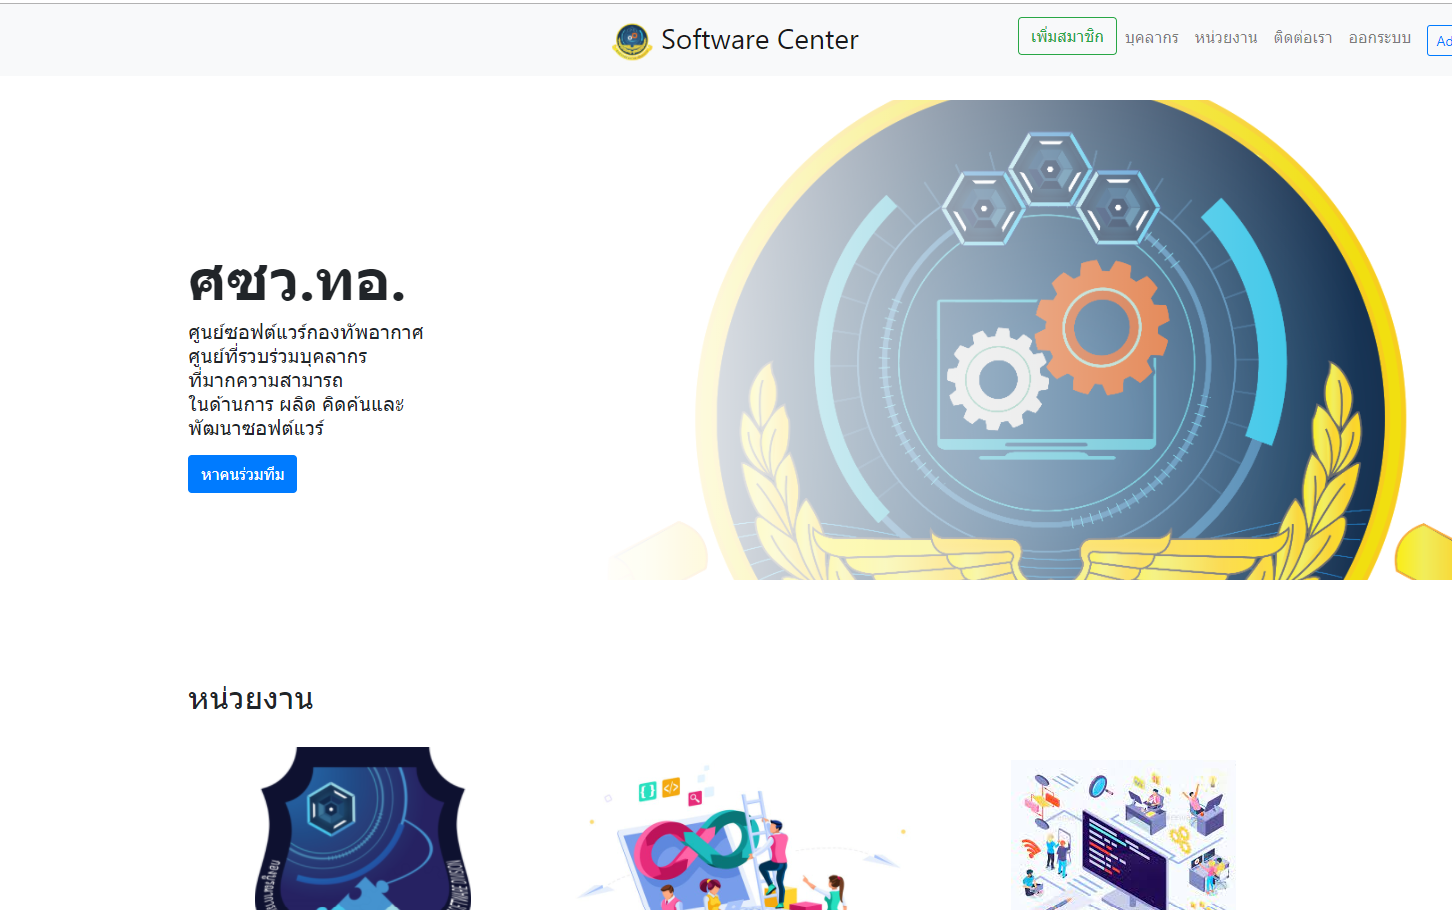 Software Center
เพิ่มสมาชิก บุคลากร หน่วยงาน ติดต่อเรา ออกระบบ
ศซว.ทอ.
ศูนย์ซอฟต์แวร์กองทัพอากาศ
ศูนย์ที่รวบร่วมบุคลากร
ที่มากความสามารถ
ในด้านการ ผลิต คิดค้นและ
พัฒนาซอฟต์แวร์
หาคนร่วมทีม
หน่วยงาน
DIVISION